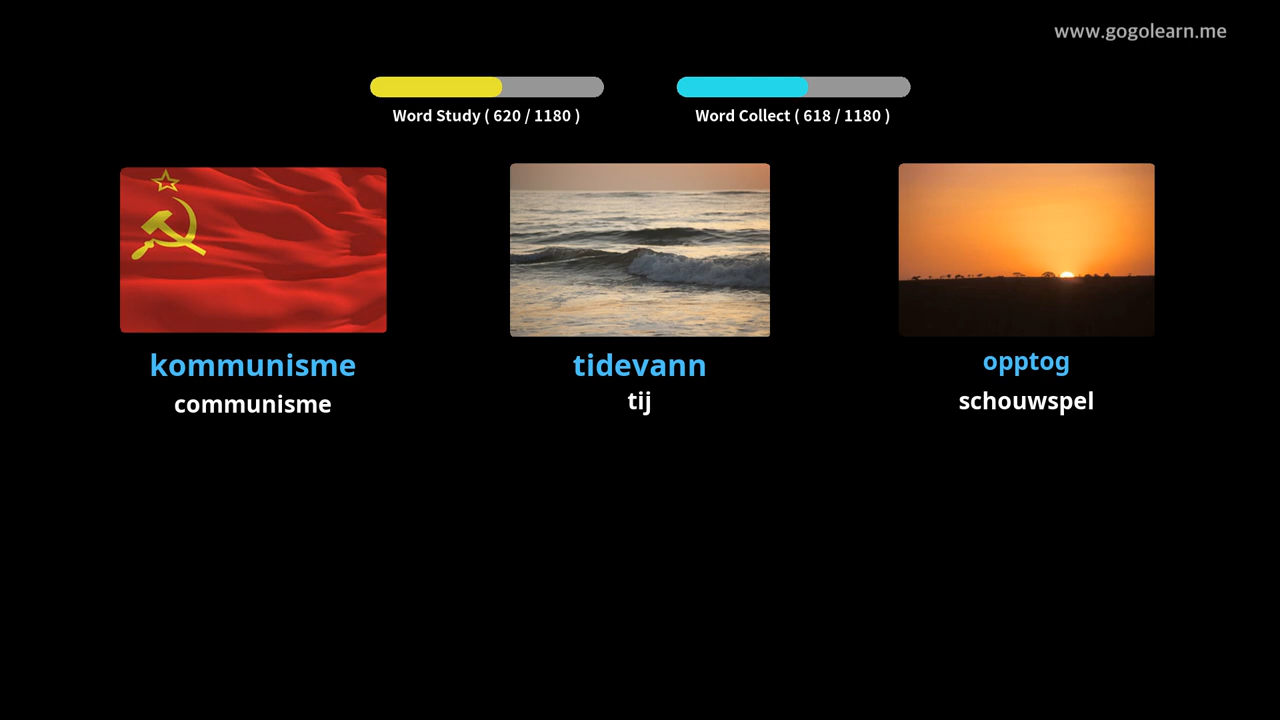 www.gogolearn.me
Word Study ( 620 / 1180 )
Word Collect ( 618 / 1180 )
kommunisme
communisme
tidevann
tij
opptog
schouwspel